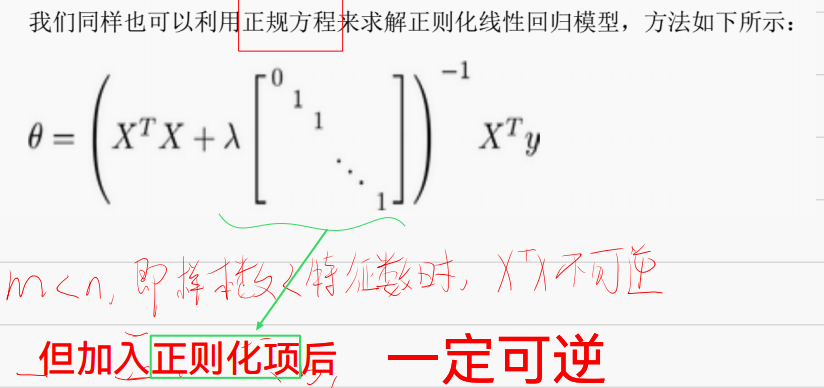 我们同样也可以利用正规方程来求解正则化线性回归模型，方法如下所示：
θ = (X^T X + λ [0 1 1 ⋱ 1])^{-1} X^T y
m<n, 即样本数<特征数时, X^TX不可逆
但加入正则化项后 一定可逆